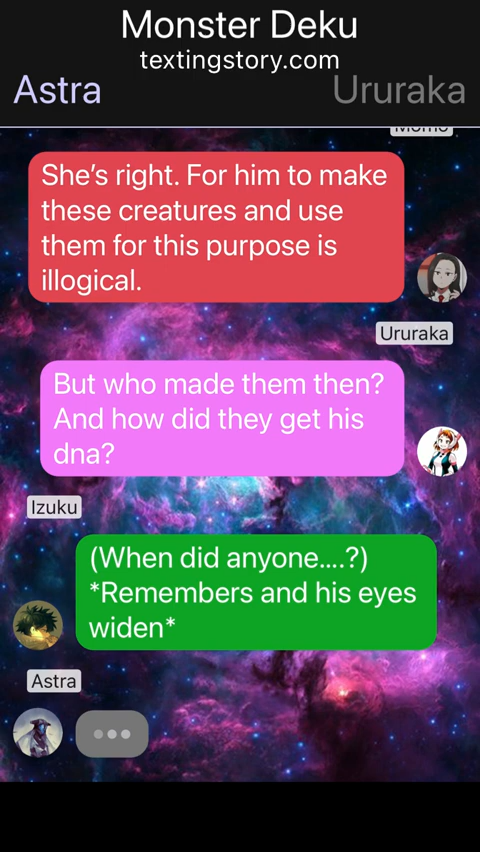 Monster Deku
textingstory.com
Astra
Ururaka
Momo
She’s right. For him to make
these creatures and use
them for this purpose is
illogical.
Ururaka
But who made them then?
And how did they get his
dna?
Izuku
(When did anyone....?)
*Remembers and his eyes
widen*
Astra